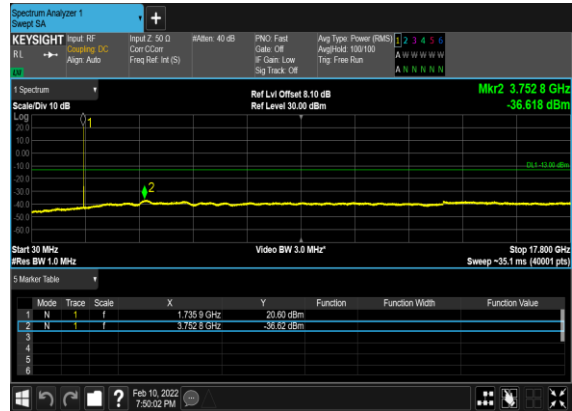 Spectrum Analyzer 1
Swept SA
KEYSIGHT Input: RF Input Z: 50 Ω #Atten: 40 dB PNO: Fast Avg Type: Power (RMS) 1 2 3 4 5 6
RL Coupling: DC Corr CCorr Gate: Off Avg|Hold: 100/100 A W W W W W
Align: Auto Freq Ref: Int (S) IF Gain: Low Trig: Free Run
LW Sig Track: Off A N N N N N
1 Spectrum Ref Lvl Offset 8.10 dB Mkr2 3.752 8 GHz
Scale/Div 10 dB Ref Level 30.00 dBm -36.618 dBm
Log
20.0
10.0
0.00
-10.0
-20.0
-30.0
-40.0
-50.0
-60.0
1
2
DL1 -13.00 dBm
Start 30 MHz Video BW 3.0 MHz* Stop 17.800 GHz
#Res BW 1.0 MHz Sweep ~35.1 ms (40001 pts)
5 Marker Table
Mode Trace Scale X Y Function Function Width Function Value
1 N 1 f 1.735 9 GHz 20.60 dBm
2 N 1 f 3.752 8 GHz -36.62 dBm
3
4
5
6
? Feb 10, 2022
7:50:02 PM